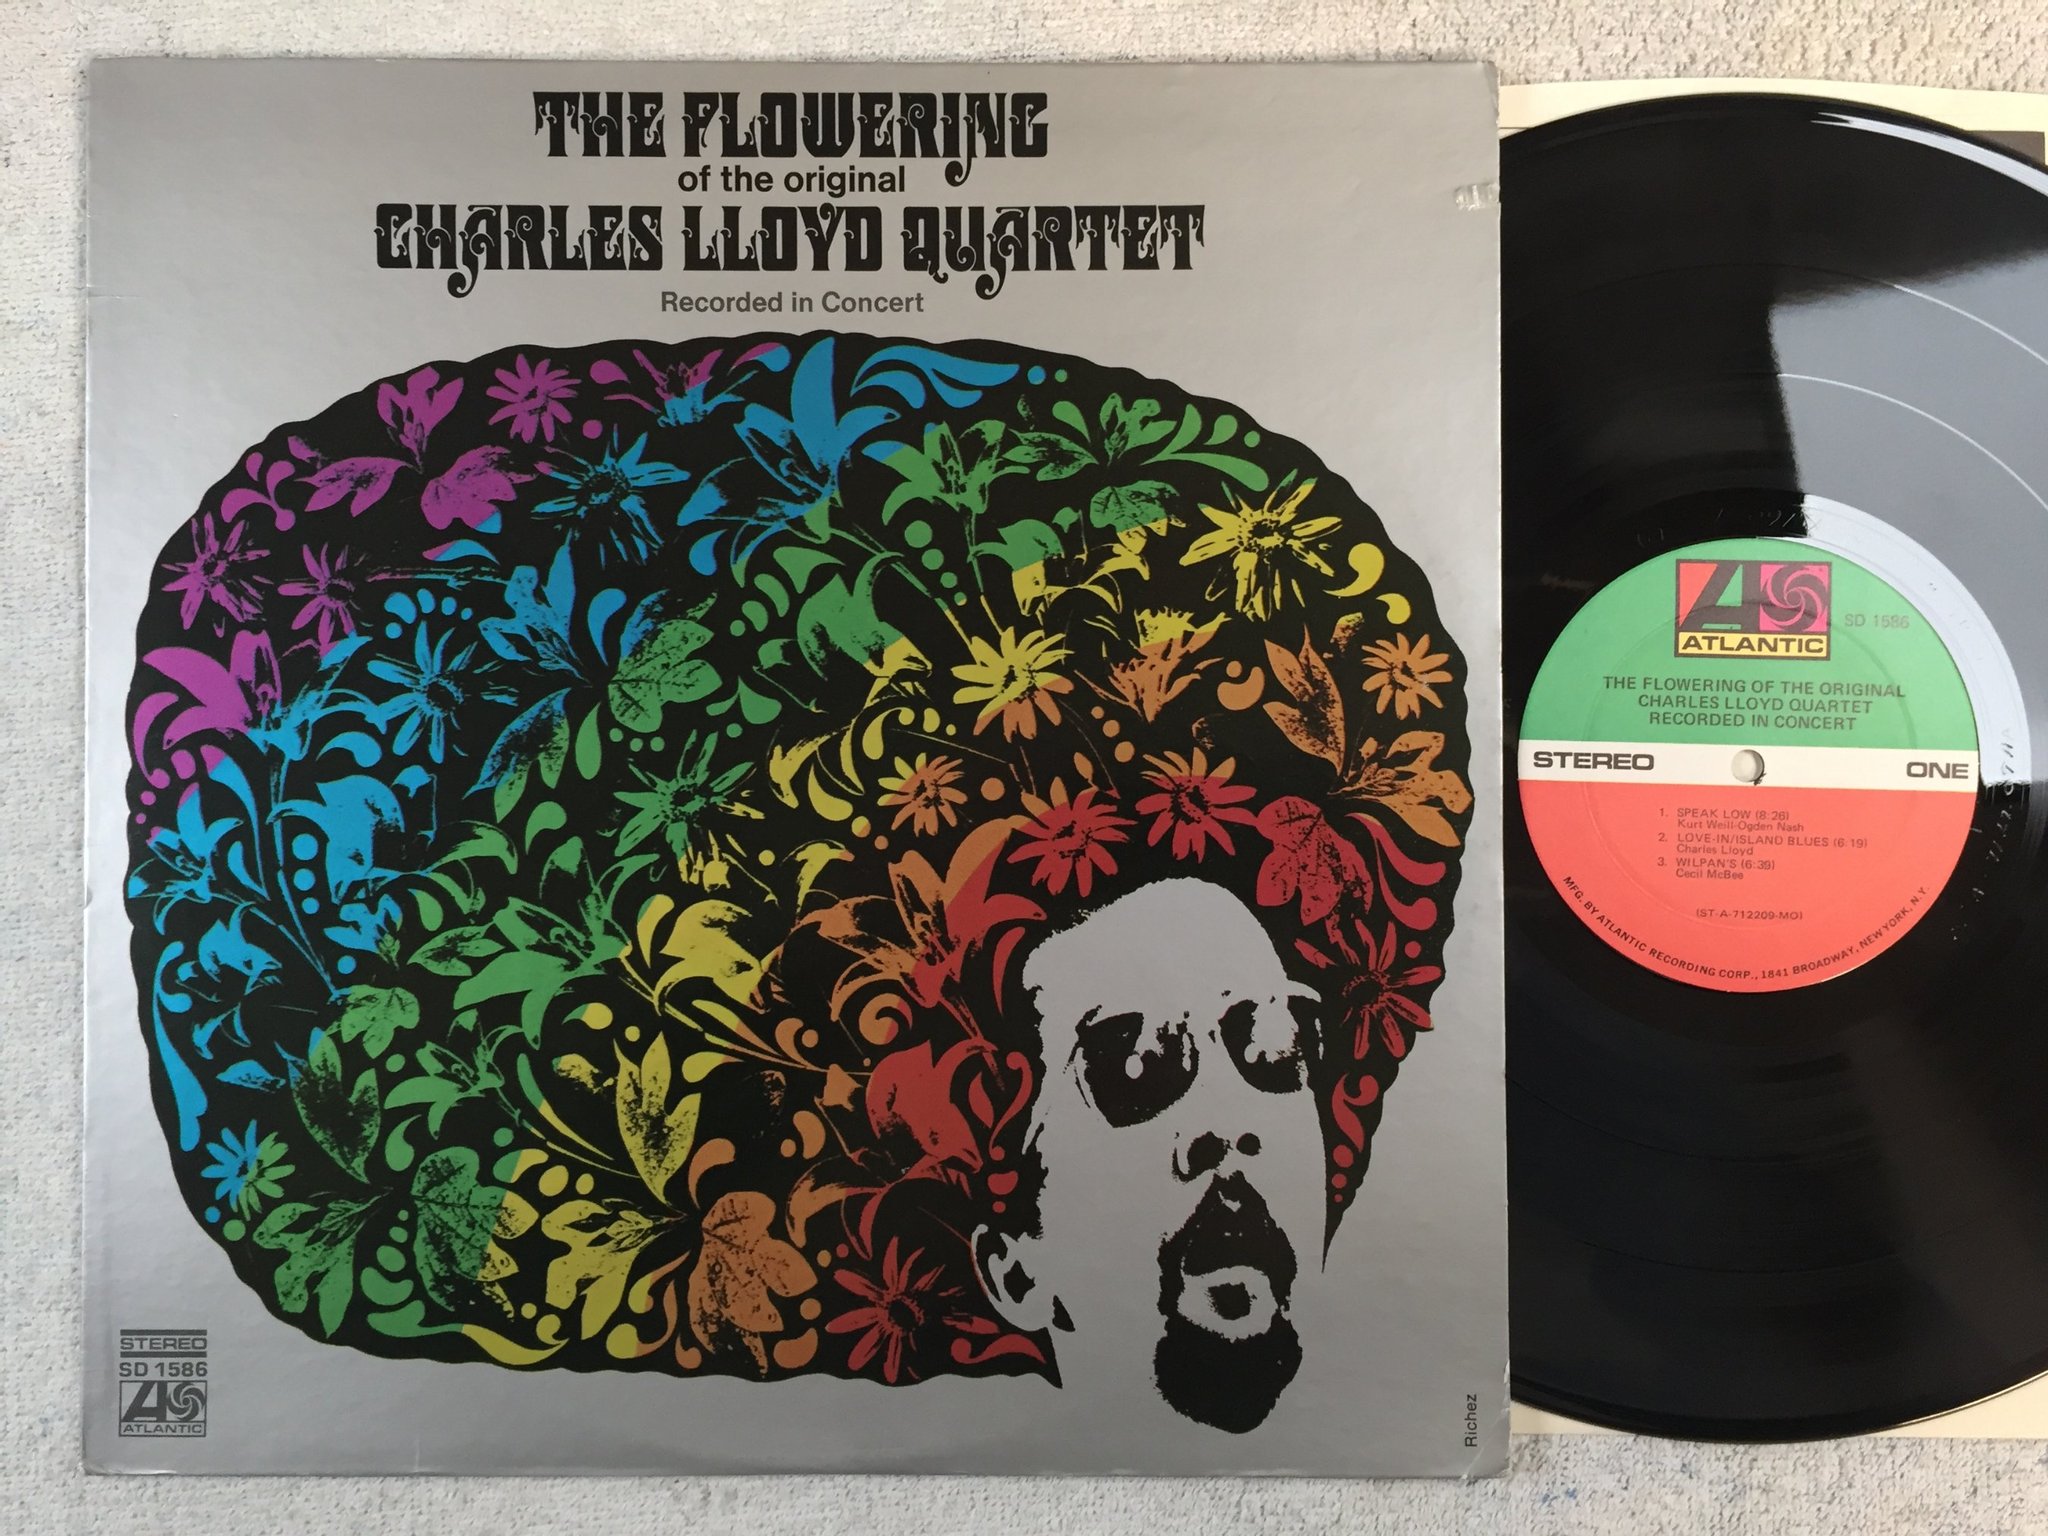 THE FLOWERING
of the original
CHARLES LLOYD QUARTET
Recorded in Concert
STEREO
SD 1586
ATLANTIC
Richez
ATLANTIC
SD 1586
THE FLOWERING OF THE ORIGINAL
CHARLES LLOYD QUARTET
RECORDED IN CONCERT
STEREO
ONE
1. SPEAK LOW (8:26)
Kurt Weill-Ogden Nash
2. LOVE-IN/ISLAND BLUES (6:19)
Charles Lloyd
3. WILPAN'S (6:39)
Cecil McBee
(ST-A-712209-MO)
MFG. BY ATLANTIC RECORDING CORP., 1841 BROADWAY, NEW YORK, N.Y.